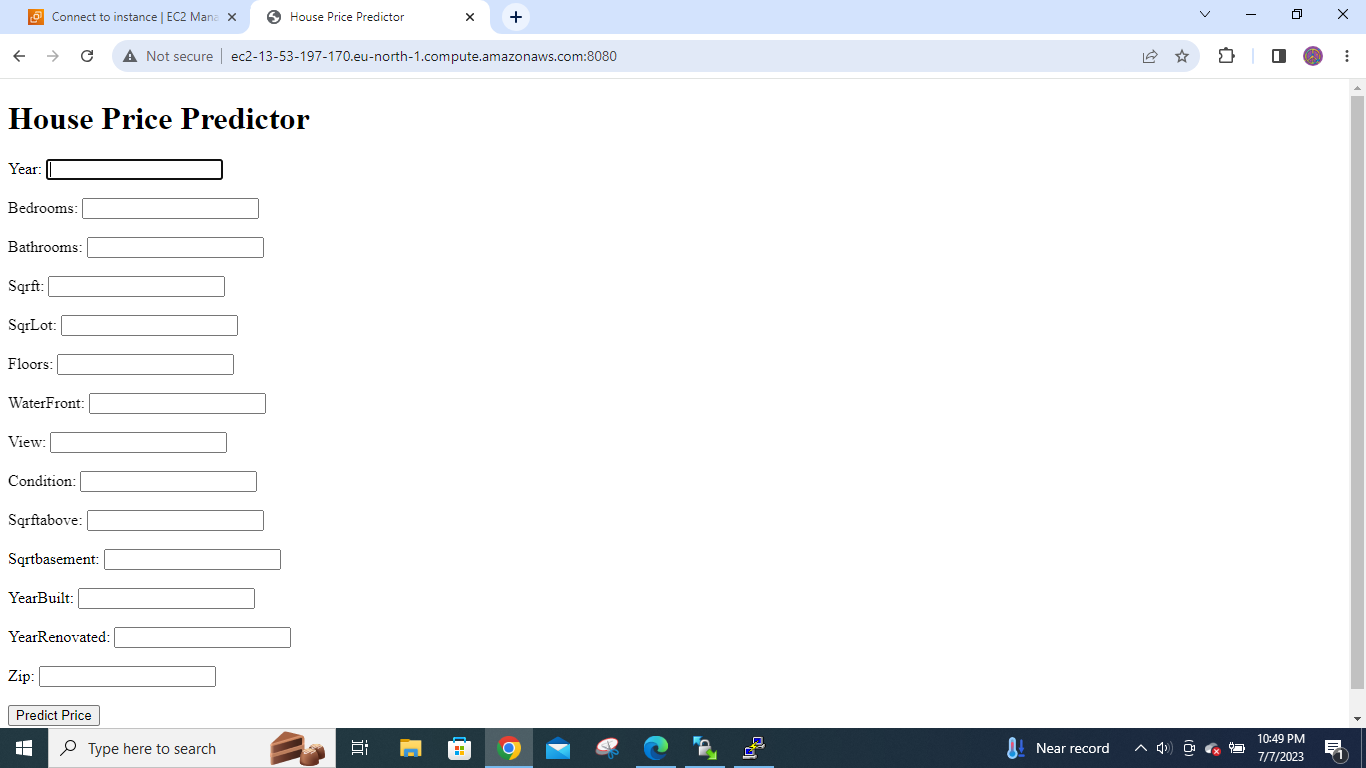 Connect to instance | EC2 Mana
House Price Predictor
Not secure
ec2-13-53-197-170.eu-north-1.compute.amazonaws.com:8080
House Price Predictor
Year:
Bedrooms:
Bathrooms:
Sqrft:
SqrLot:
Floors:
WaterFront:
View:
Condition:
Sqrftabove:
Sqrtbasement:
YearBuilt:
YearRenovated:
Zip:
Predict Price
Type here to search
Near record
10:49 PM
7/7/2023
1